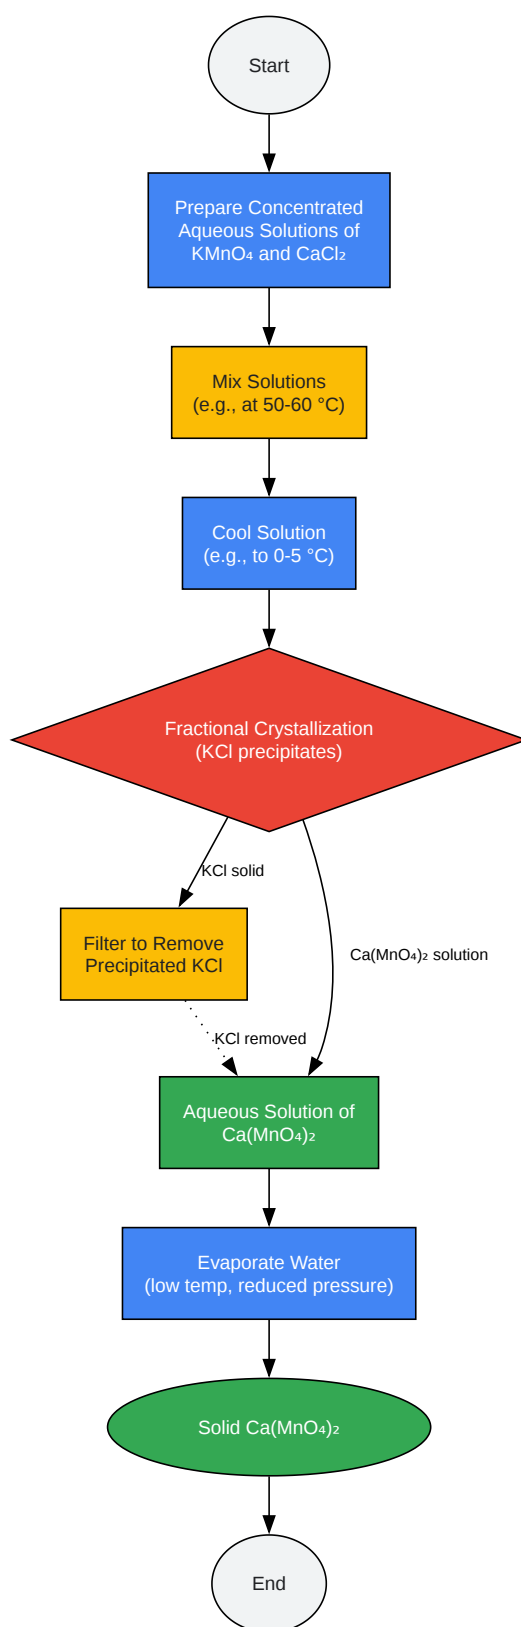 Start
Prepare Concentrated
Aqueous Solutions of
KMnO₄ and CaCl₂
Mix Solutions
(e.g., at 50-60 °C)
Cool Solution
(e.g., to 0-5 °C)
Fractional Crystallization
(KCl precipitates)
KCl solid
Filter to Remove
Precipitated KCl
Ca(MnO₄)₂ solution
KCl removed
Aqueous Solution of
Ca(MnO₄)₂
Evaporate Water
(low temp, reduced pressure)
Solid Ca(MnO₄)₂
End